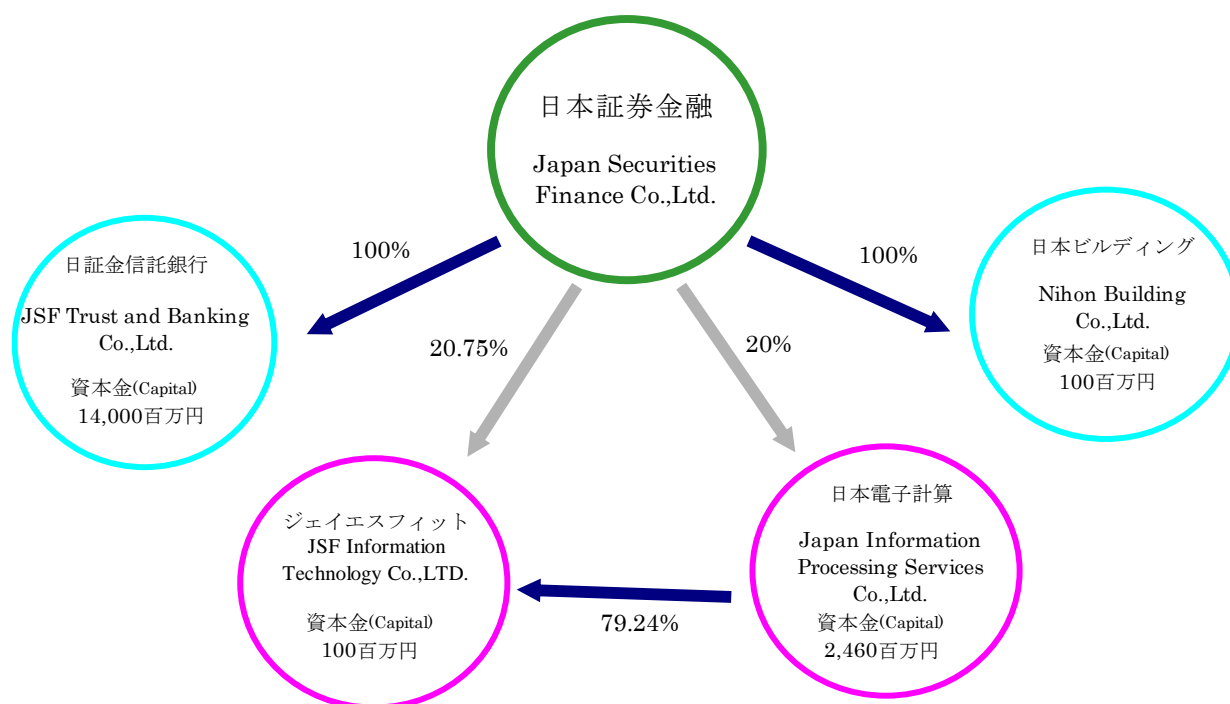 日本証券金融
Japan Securities
Finance Co.,Ltd.
100%
100%
日証金信託銀行
JSF Trust and Banking
Co.,Ltd.
資本金(Capital)
14,000百万円
日本ビルディング
Nihon Building
Co.,Ltd.
資本金(Capital)
100百万円
20.75%
20%
ジェイエスフィット
JSF Information
Technology Co.,LTD.
資本金(Capital)
100百万円
79.24%
日本電子計算
Japan Information
Processing Services
Co.,Ltd.
資本金(Capital)
2,460百万円